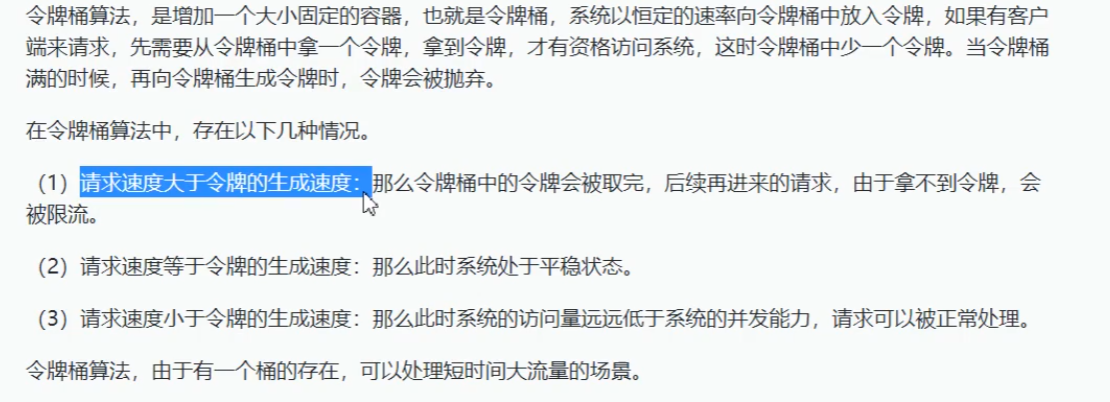 令牌桶算法，是增加一个大小固定的容器，也就是令牌桶，系统以恒定的速率向令牌桶中放入令牌，如果有客户
端来请求，先需要从令牌桶中拿一个令牌，拿到令牌，才有资格访问系统，这时令牌桶中少一个令牌。当令牌桶
满的时候，再向令牌桶生成令牌时，令牌会被抛弃。
在令牌桶算法中，存在以下几种情况。
（1）请求速度大于令牌的生成速度：那么令牌桶中的令牌会被取完，后续再进来的请求，由于拿不到令牌，会
被限流。
（2）请求速度等于令牌的生成速度：那么此时系统处于平稳状态。
（3）请求速度小于令牌的生成速度：那么此时系统的访问量远远低于系统的并发能力，请求可以被正常处理。
令牌桶算法，由于有一个桶的存在，可以处理短时间大流量的场景。